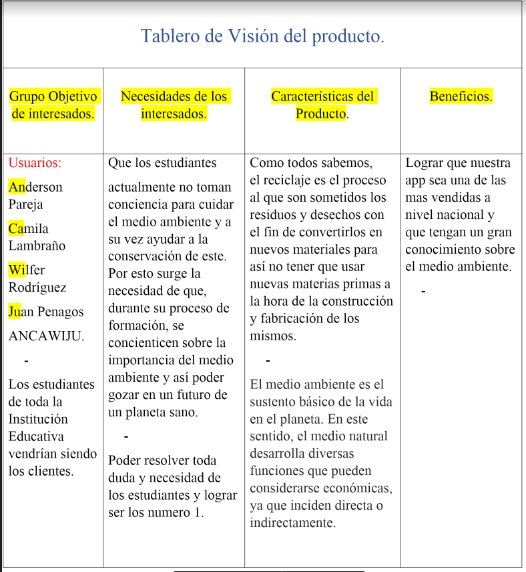 Tablero de Visión del producto.
Grupo Objetivo
de interesados.
Necesidades de los
interesados.
Características del
Producto.
Beneficios.
Usuarios:
Anderson
Pareja
Camila
Lambraño
Wilfer
Rodríguez
Juan Penagos
ANCAWIJU.
-
Los estudiantes
de toda la
Institución
Educativa
vendrían siendo
los clientes.
Que los estudiantes
actualmente no toman
conciencia para cuidar
el medio ambiente y a
su vez ayudar a la
conservación de este.
Por esto surge la
necesidad de que,
durante su proceso de
formación, se
concienticen sobre la
importancia del medio
ambiente y así poder
gozar en un futuro de
un planeta sano.
-
Poder resolver toda
duda y necesidad de
los estudiantes y lograr
ser los numero 1.
Como todos sabemos,
el reciclaje es el proceso
al que son sometidos los
residuos y desechos con
el fin de convertirlos en
nuevos materiales para
así no tener que usar
nuevas materias primas a
la hora de la construcción
y fabricación de los
mismos.
-
El medio ambiente es el
sustento básico de la vida
en el planeta. En este
sentido, el medio natural
desarrolla diversas
funciones que pueden
considerarse económicas,
ya que inciden directa o
indirectamente.
Lograr que nuestra
app sea una de las
mas vendidas a
nivel nacional y
que tengan un gran
conocimiento sobre
el medio ambiente.
-